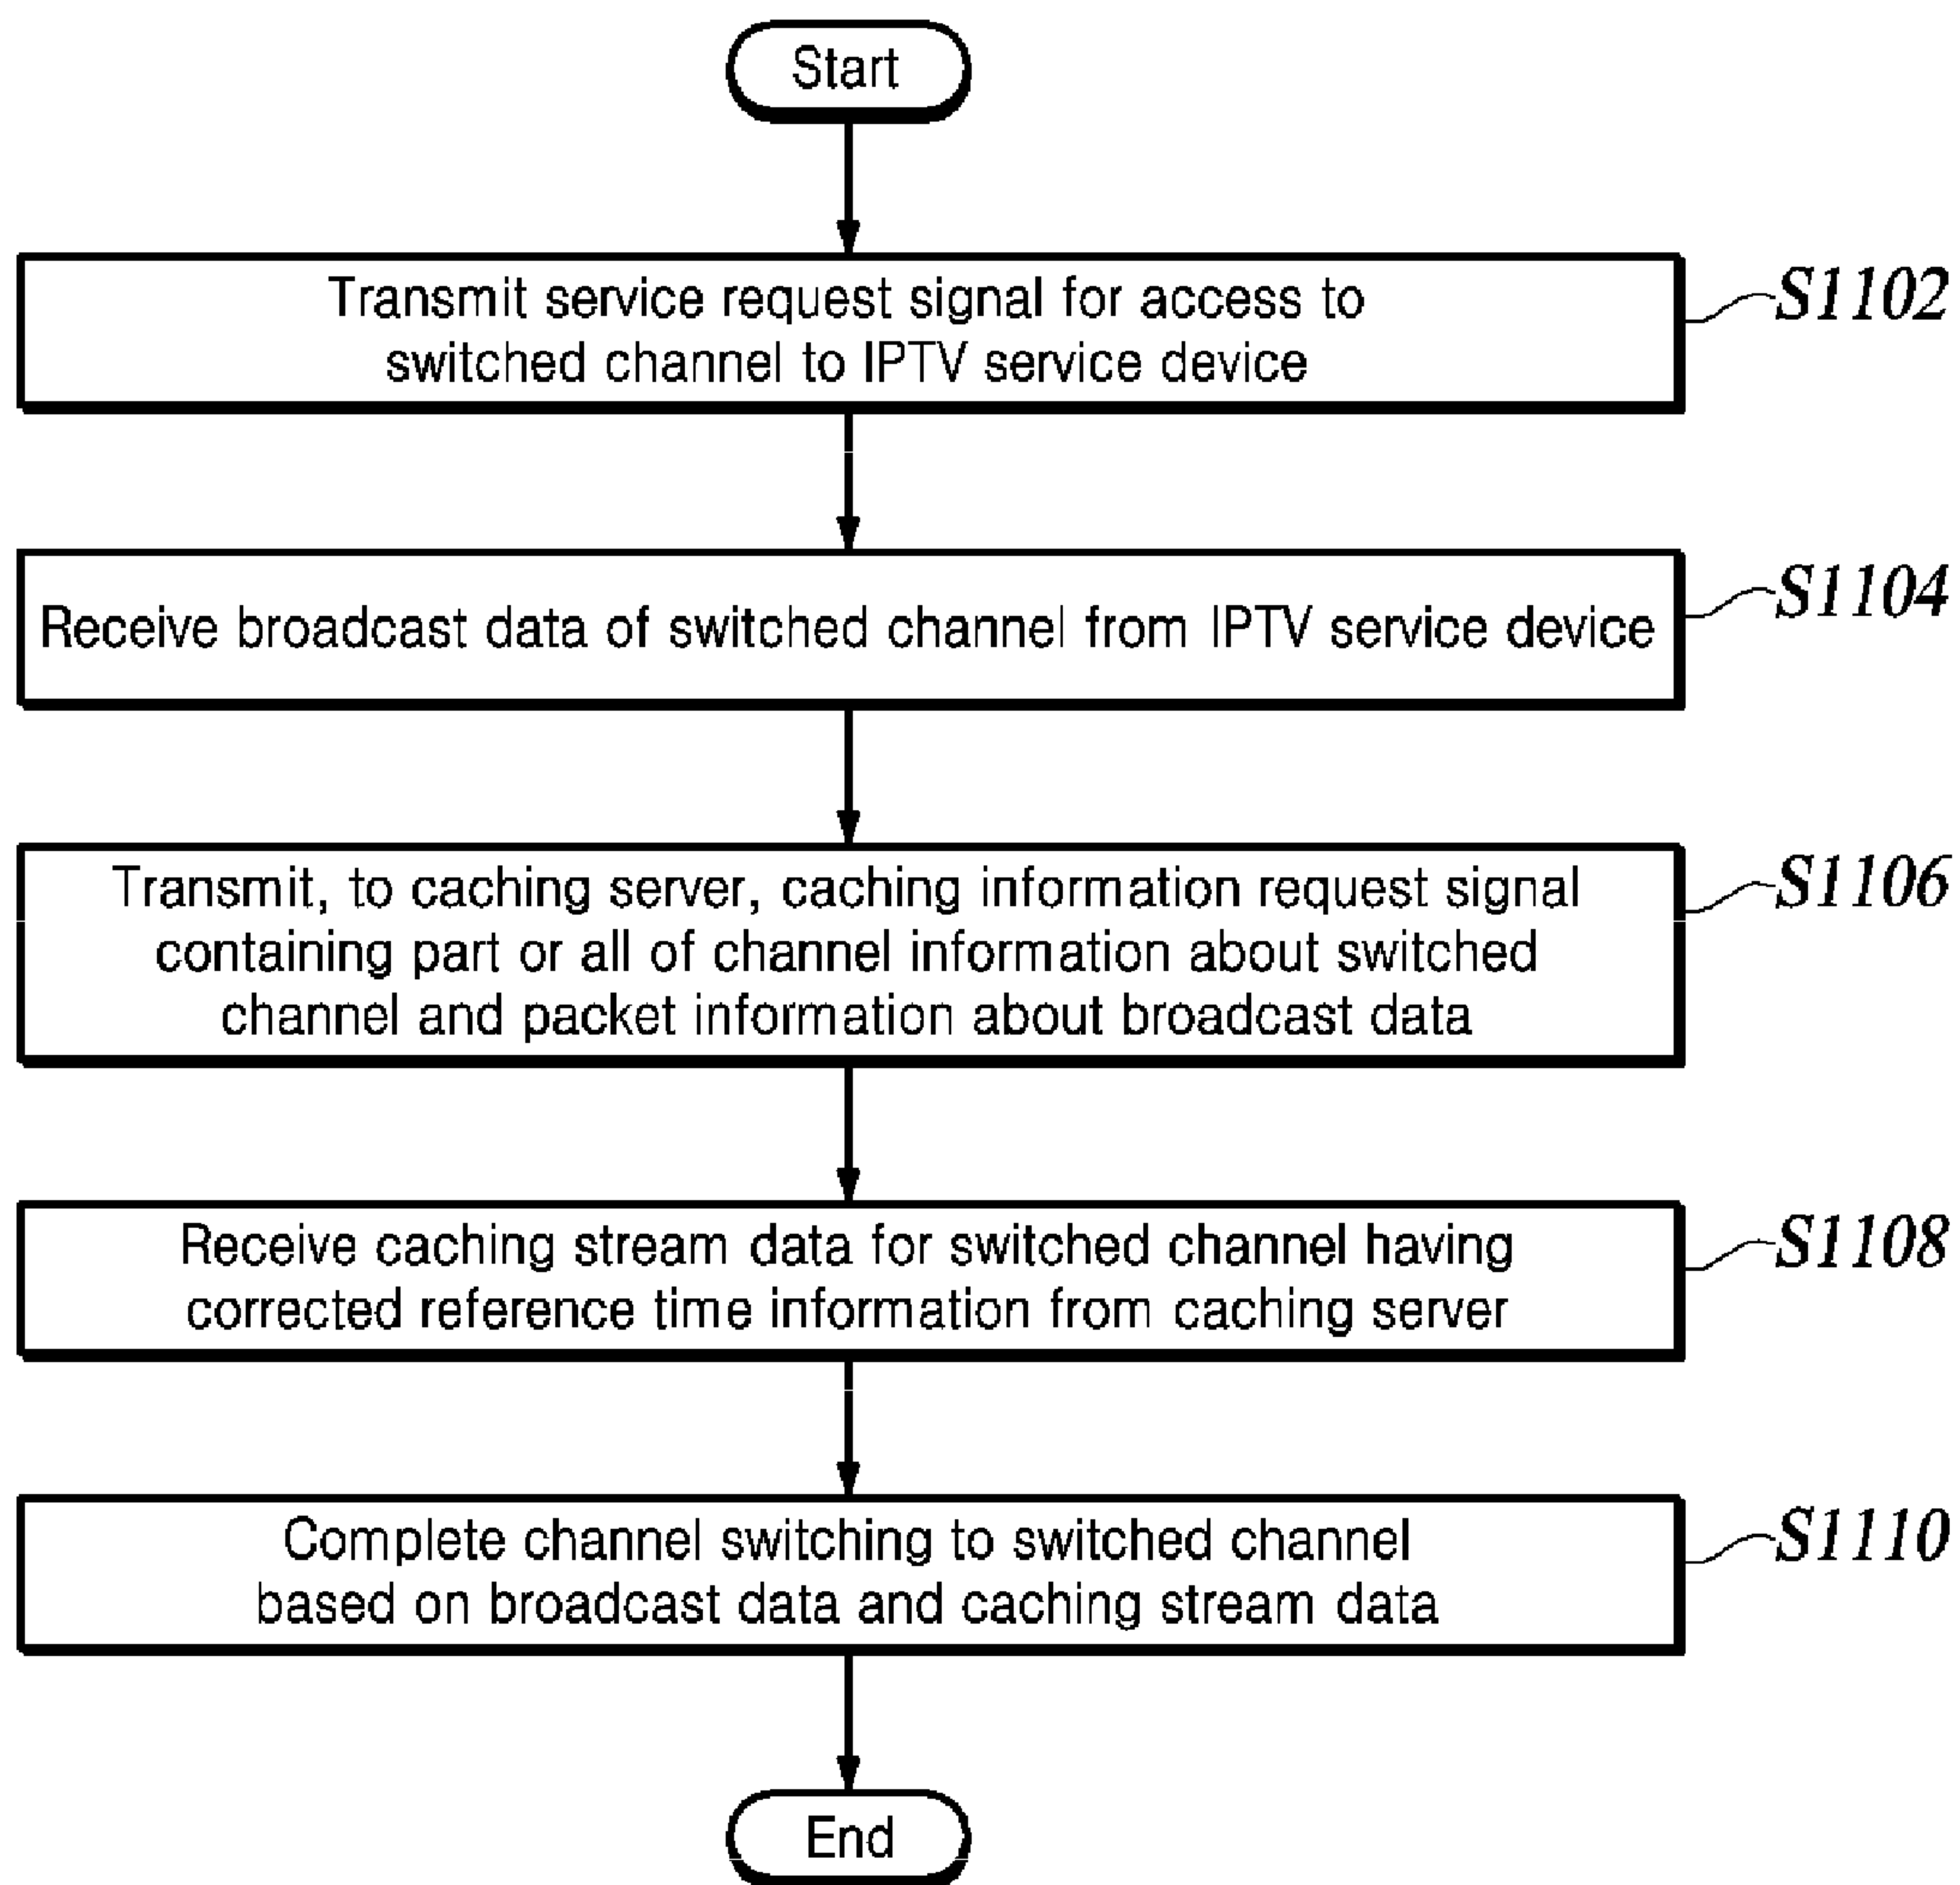 Start
Transmit service request signal for access to
switched channel to IPTV service device
S1102
Receive broadcast data of switched channel from IPTV service device
S1104
Transmit, to caching server, caching information request signal
containing part or all of channel information about switched
channel and packet information about broadcast data
S1106
Receive caching stream data for switched channel having
corrected reference time information from caching server
S1108
Complete channel switching to switched channel
based on broadcast data and caching stream data
S1110
End